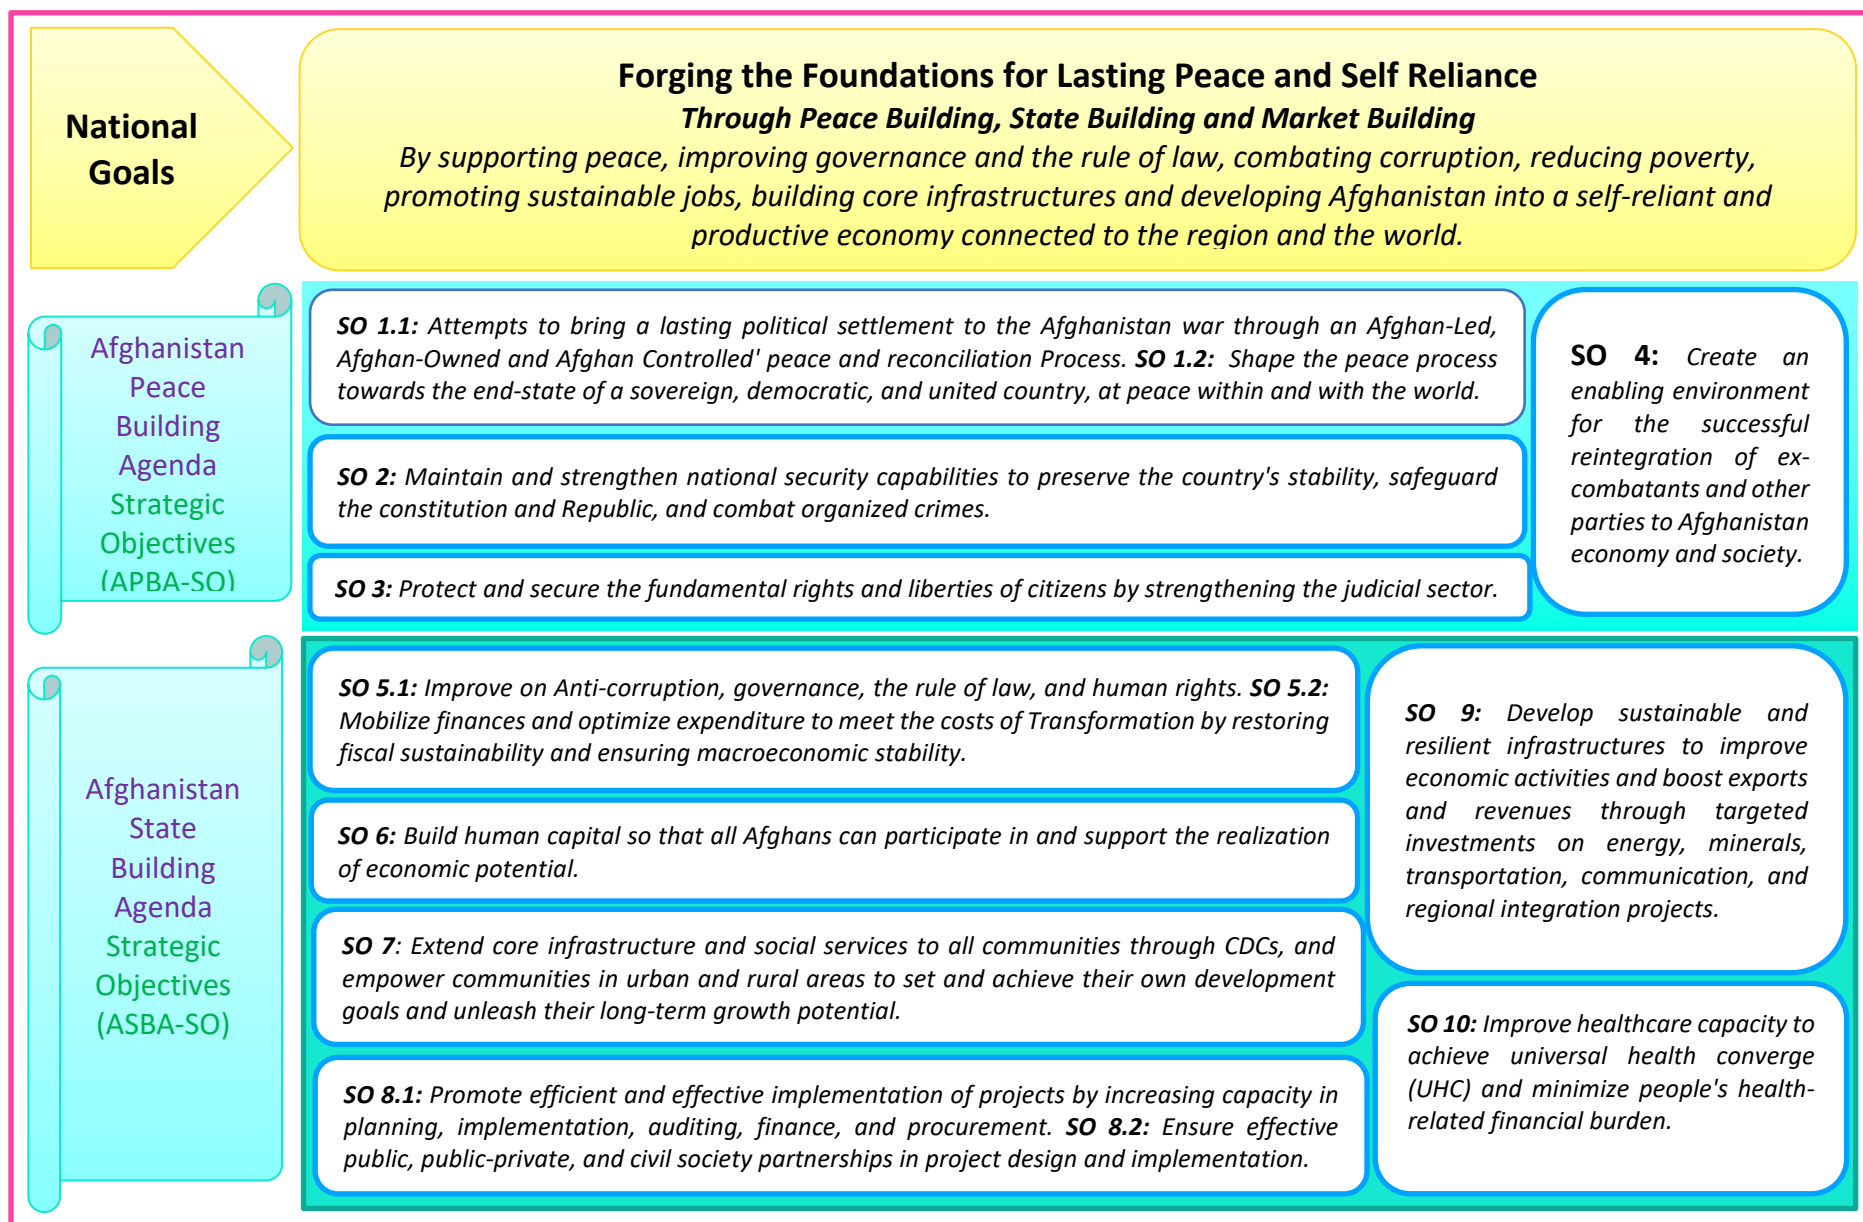 National
Goals
Forging the Foundations for Lasting Peace and Self Reliance
Through Peace Building, State Building and Market Building
By supporting peace, improving governance and the rule of law, combating corruption, reducing poverty,
promoting sustainable jobs, building core infrastructures and developing Afghanistan into a self-reliant and
productive economy connected to the region and the world.
Afghanistan
Peace
Building
Agenda
Strategic
Objectives
(APBA-SO)
SO 1.1: Attempts to bring a lasting political settlement to the Afghanistan war through an Afghan-Led,
Afghan-Owned and Afghan Controlled' peace and reconciliation Process. SO 1.2: Shape the peace process
towards the end-state of a sovereign, democratic, and united country, at peace within and with the world.
SO 2: Maintain and strengthen national security capabilities to preserve the country's stability, safeguard
the constitution and Republic, and combat organized crimes.
SO 3: Protect and secure the fundamental rights and liberties of citizens by strengthening the judicial sector.
SO 4: Create an
enabling environment
for the successful
reintegration of ex-
combatants and other
parties to Afghanistan
economy and society.
Afghanistan
State
Building
Agenda
Strategic
Objectives
(ASBA-SO)
SO 5.1: Improve on Anti-corruption, governance, the rule of law, and human rights. SO 5.2:
Mobilize finances and optimize expenditure to meet the costs of Transformation by restoring
fiscal sustainability and ensuring macroeconomic stability.
SO 6: Build human capital so that all Afghans can participate in and support the realization
of economic potential.
SO 7: Extend core infrastructure and social services to all communities through CDCs, and
empower communities in urban and rural areas to set and achieve their own development
goals and unleash their long-term growth potential.
SO 8.1: Promote efficient and effective implementation of projects by increasing capacity in
planning, implementation, auditing, finance, and procurement. SO 8.2: Ensure effective
public, public-private, and civil society partnerships in project design and implementation.
SO 9: Develop sustainable and
resilient infrastructures to improve
economic activities and boost exports
and revenues through targeted
investments on energy, minerals,
transportation, communication, and
regional integration projects.
SO 10: Improve healthcare capacity to
achieve universal health converge
(UHC) and minimize people's health-
related financial burden.